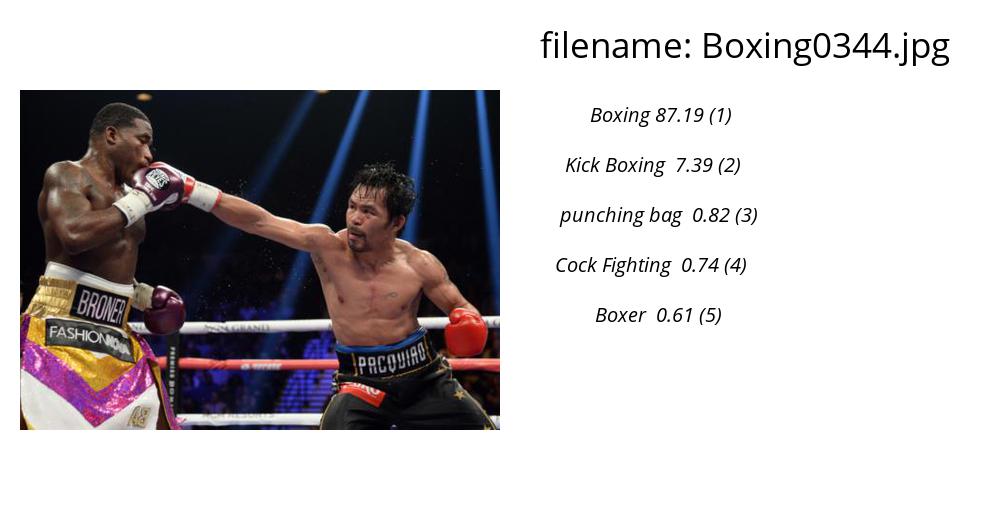 filename: Boxing0344.jpg
Boxing 87.19 (1)
Kick Boxing 7.39 (2)
punching bag 0.82 (3)
Cock Fighting 0.74 (4)
Boxer 0.61 (5)
BRONER
FASHIONNOVA
PACQUIAO
GRAND
MGM RESORTS